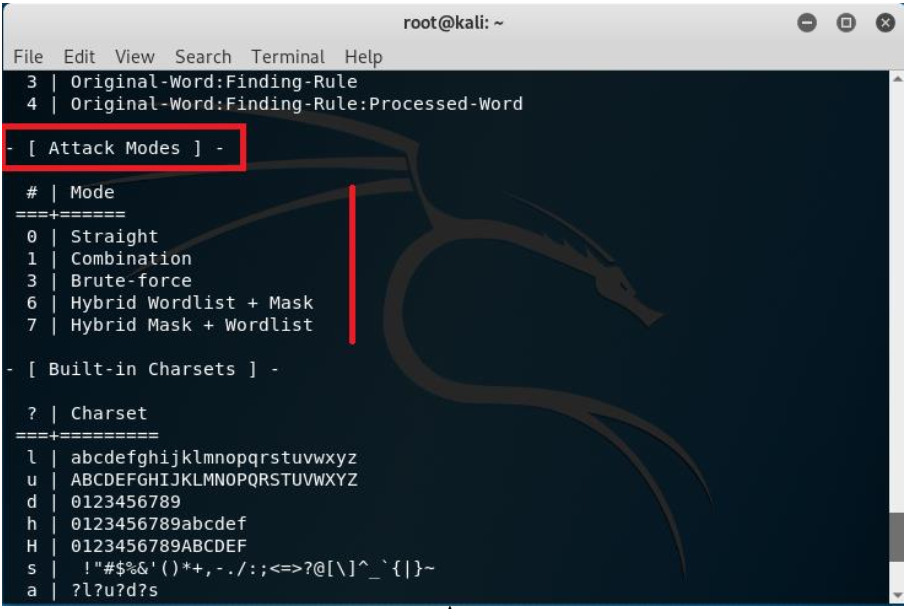 root@kali: ~
File Edit View Search Terminal Help
3 | Original-Word:Finding-Rule
4 | Original-Word:Finding-Rule:Processed-Word
- [ Attack Modes ] -
# | Mode
===+======
0 | Straight
1 | Combination
3 | Brute-force
6 | Hybrid Wordlist + Mask
7 | Hybrid Mask + Wordlist
- [ Built-in Charsets ] -
? | Charset
===+=========
l | abcdefghijklmnopqrstuvwxyz
u | ABCDEFGHIJKLMNOPQRSTUVWXYZ
d | 0123456789
h | 0123456789abcdef
H | 0123456789ABCDEF
s |  !"#$%&'()*+,-./:;<=>?@[\]^_`{|}~
a | ?l?u?d?s